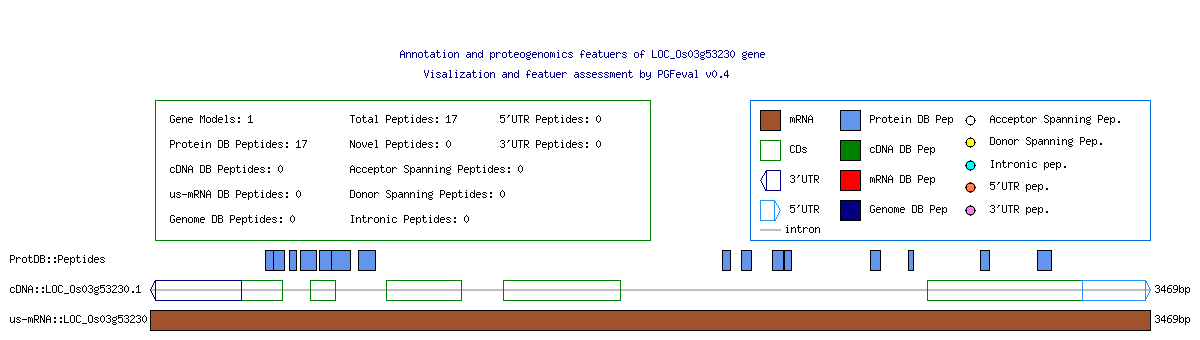 Annotation and proteogenomics featuers of LOC_Os03g53230 gene
Visalization and featuer assessment by PGFeval v0.4
Gene Models: 1 Total Peptides: 17 5'UTR Peptides: 0
Protein DB Peptides: 17 Novel Peptides: 0 3'UTR Peptides: 0
cDNA DB Peptides: 0 Acceptor Spanning Peptides: 0
us-mRNA DB Peptides: 0 Donor Spanning Peptides: 0
Genome DB Peptides: 0 Intronic Peptides: 0
mRNA Protein DB Pep Acceptor Spanning Pep.
CDs cDNA DB Pep Donor Spanning Pep.
3'UTR mRNA DB Pep Intronic pep.
5'UTR Genome DB Pep 5'UTR pep.
intron 3'UTR pep.
ProtDB::Peptides
cDNA::LOC_Os03g53230.1 3469bp
us-mRNA::LOC_Os03g53230 3469bp